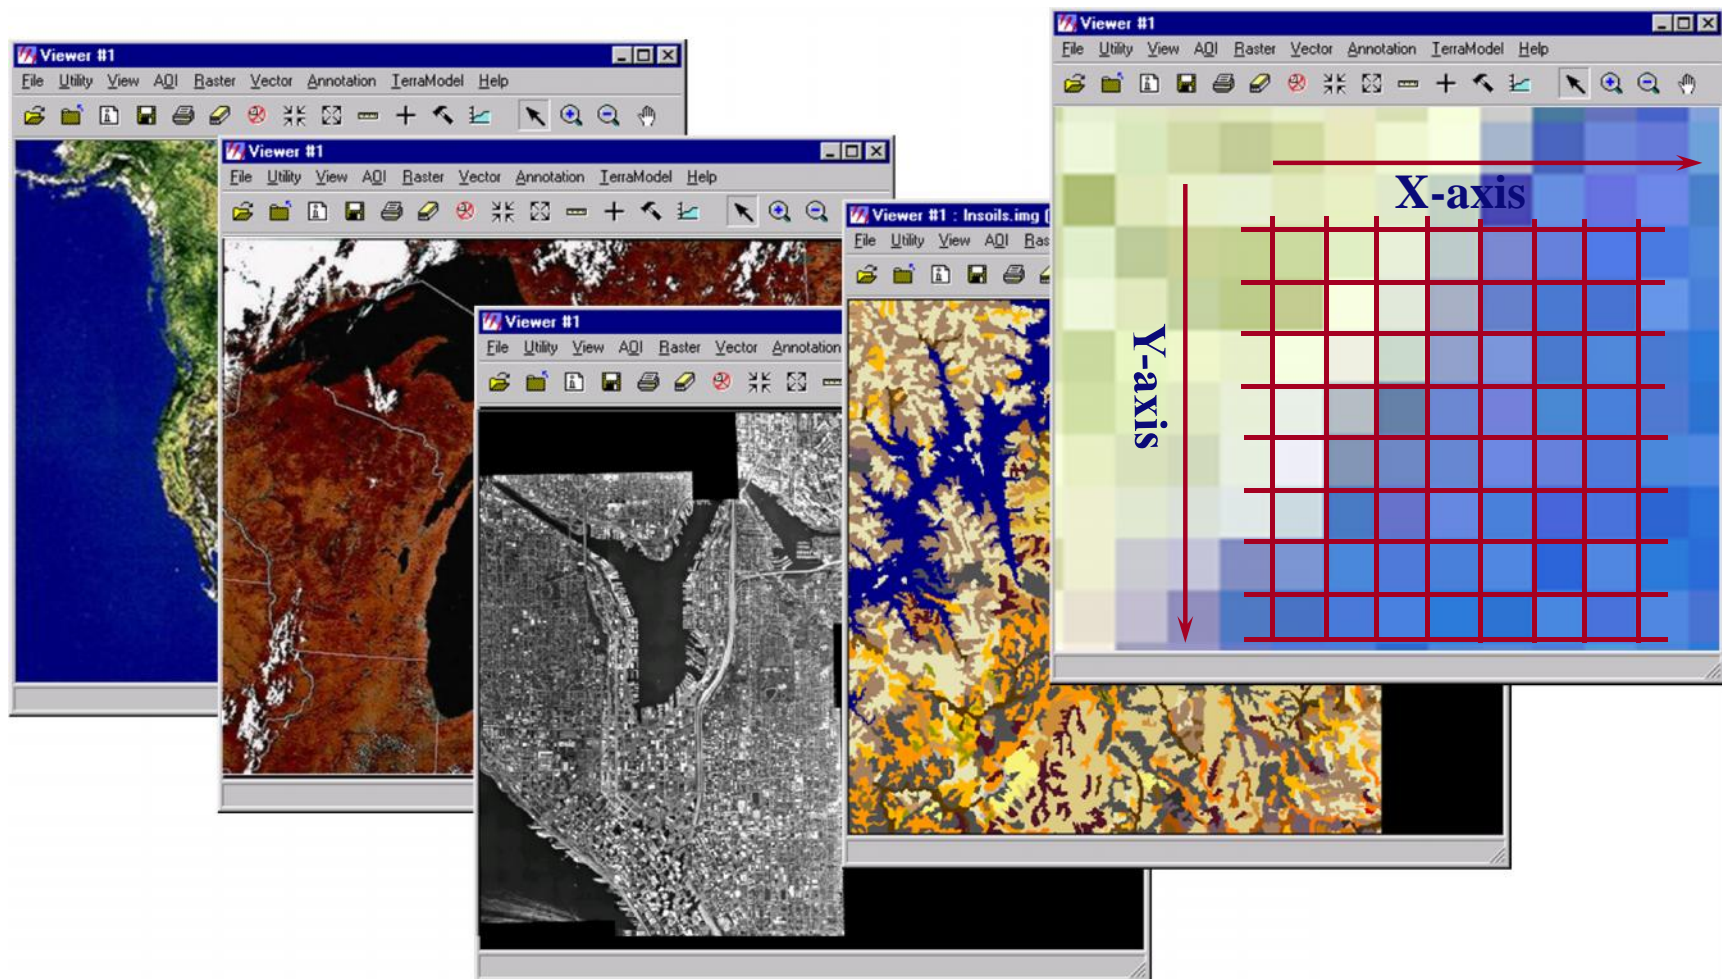 Viewer #1
File Utility View AOI Raster Vector Annotation TerraModel Help
Viewer #1
File Utility View AOI Raster Vector Annotation TerraModel Help
Viewer #1
File Utility View AOI Raster Vector Annotation
Viewer #1 : lnsoils.img (
File Utility View AOI Ras
Viewer #1
File Utility View AOI Raster Vector Annotation TerraModel Help
X-axis
Y-axis